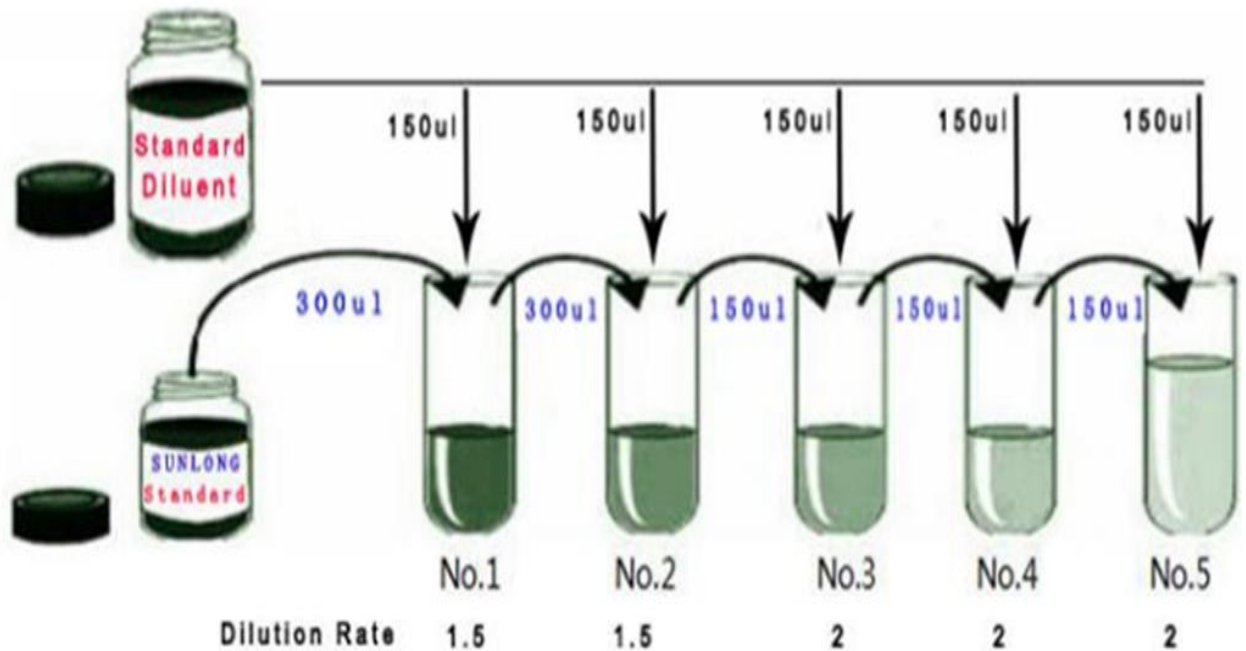 150ul 150ul 150ul 150ul 150ul
Standard
Diluent
300ul 300ul 150ul 150ul 150ul
SUNLONG
Standard
No.1 No.2 No.3 No.4 No.5
Dilution Rate 1.5 1.5 2 2 2